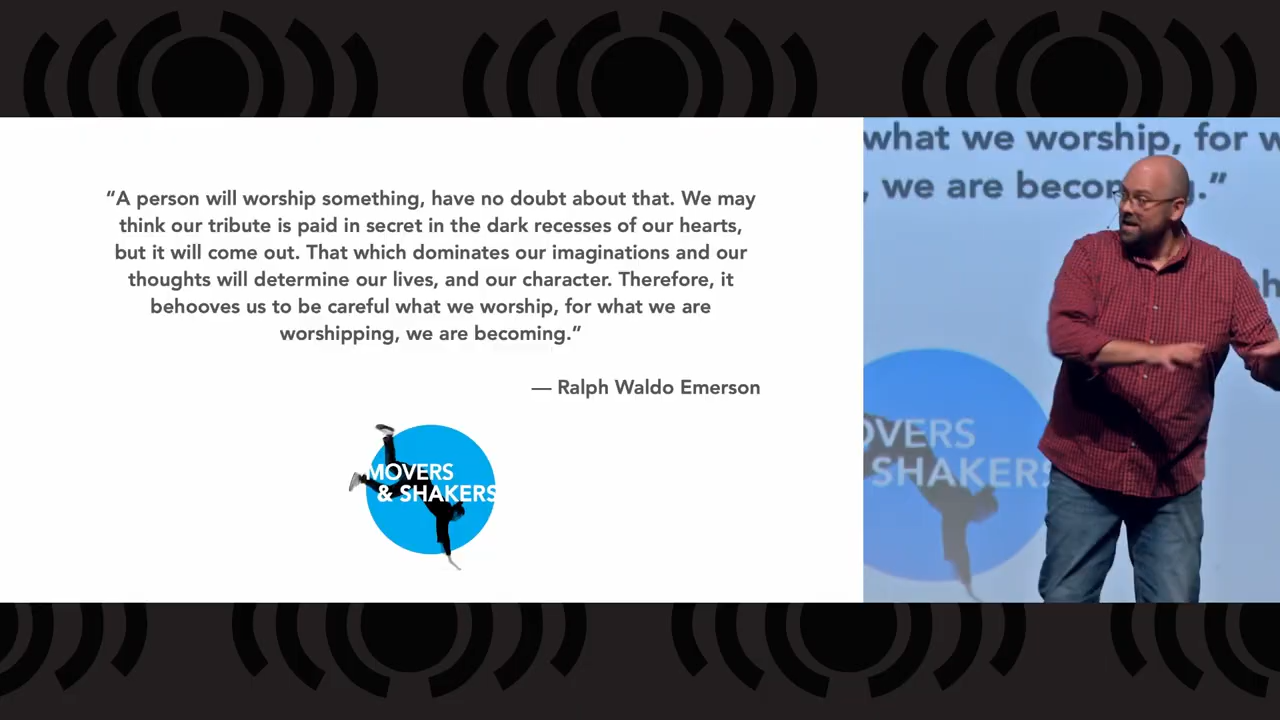 “A person will worship something, have no doubt about that. We may
think our tribute is paid in secret in the dark recesses of our hearts,
but it will come out. That which dominates our imaginations and our
thoughts will determine our lives, and our character. Therefore, it
behooves us to be careful what we worship, for what we are
worshipping, we are becoming.”
— Ralph Waldo Emerson
MOVERS
& SHAKERS
what we worship, for w
, we are becoming.”
OVERS
SHAKERS